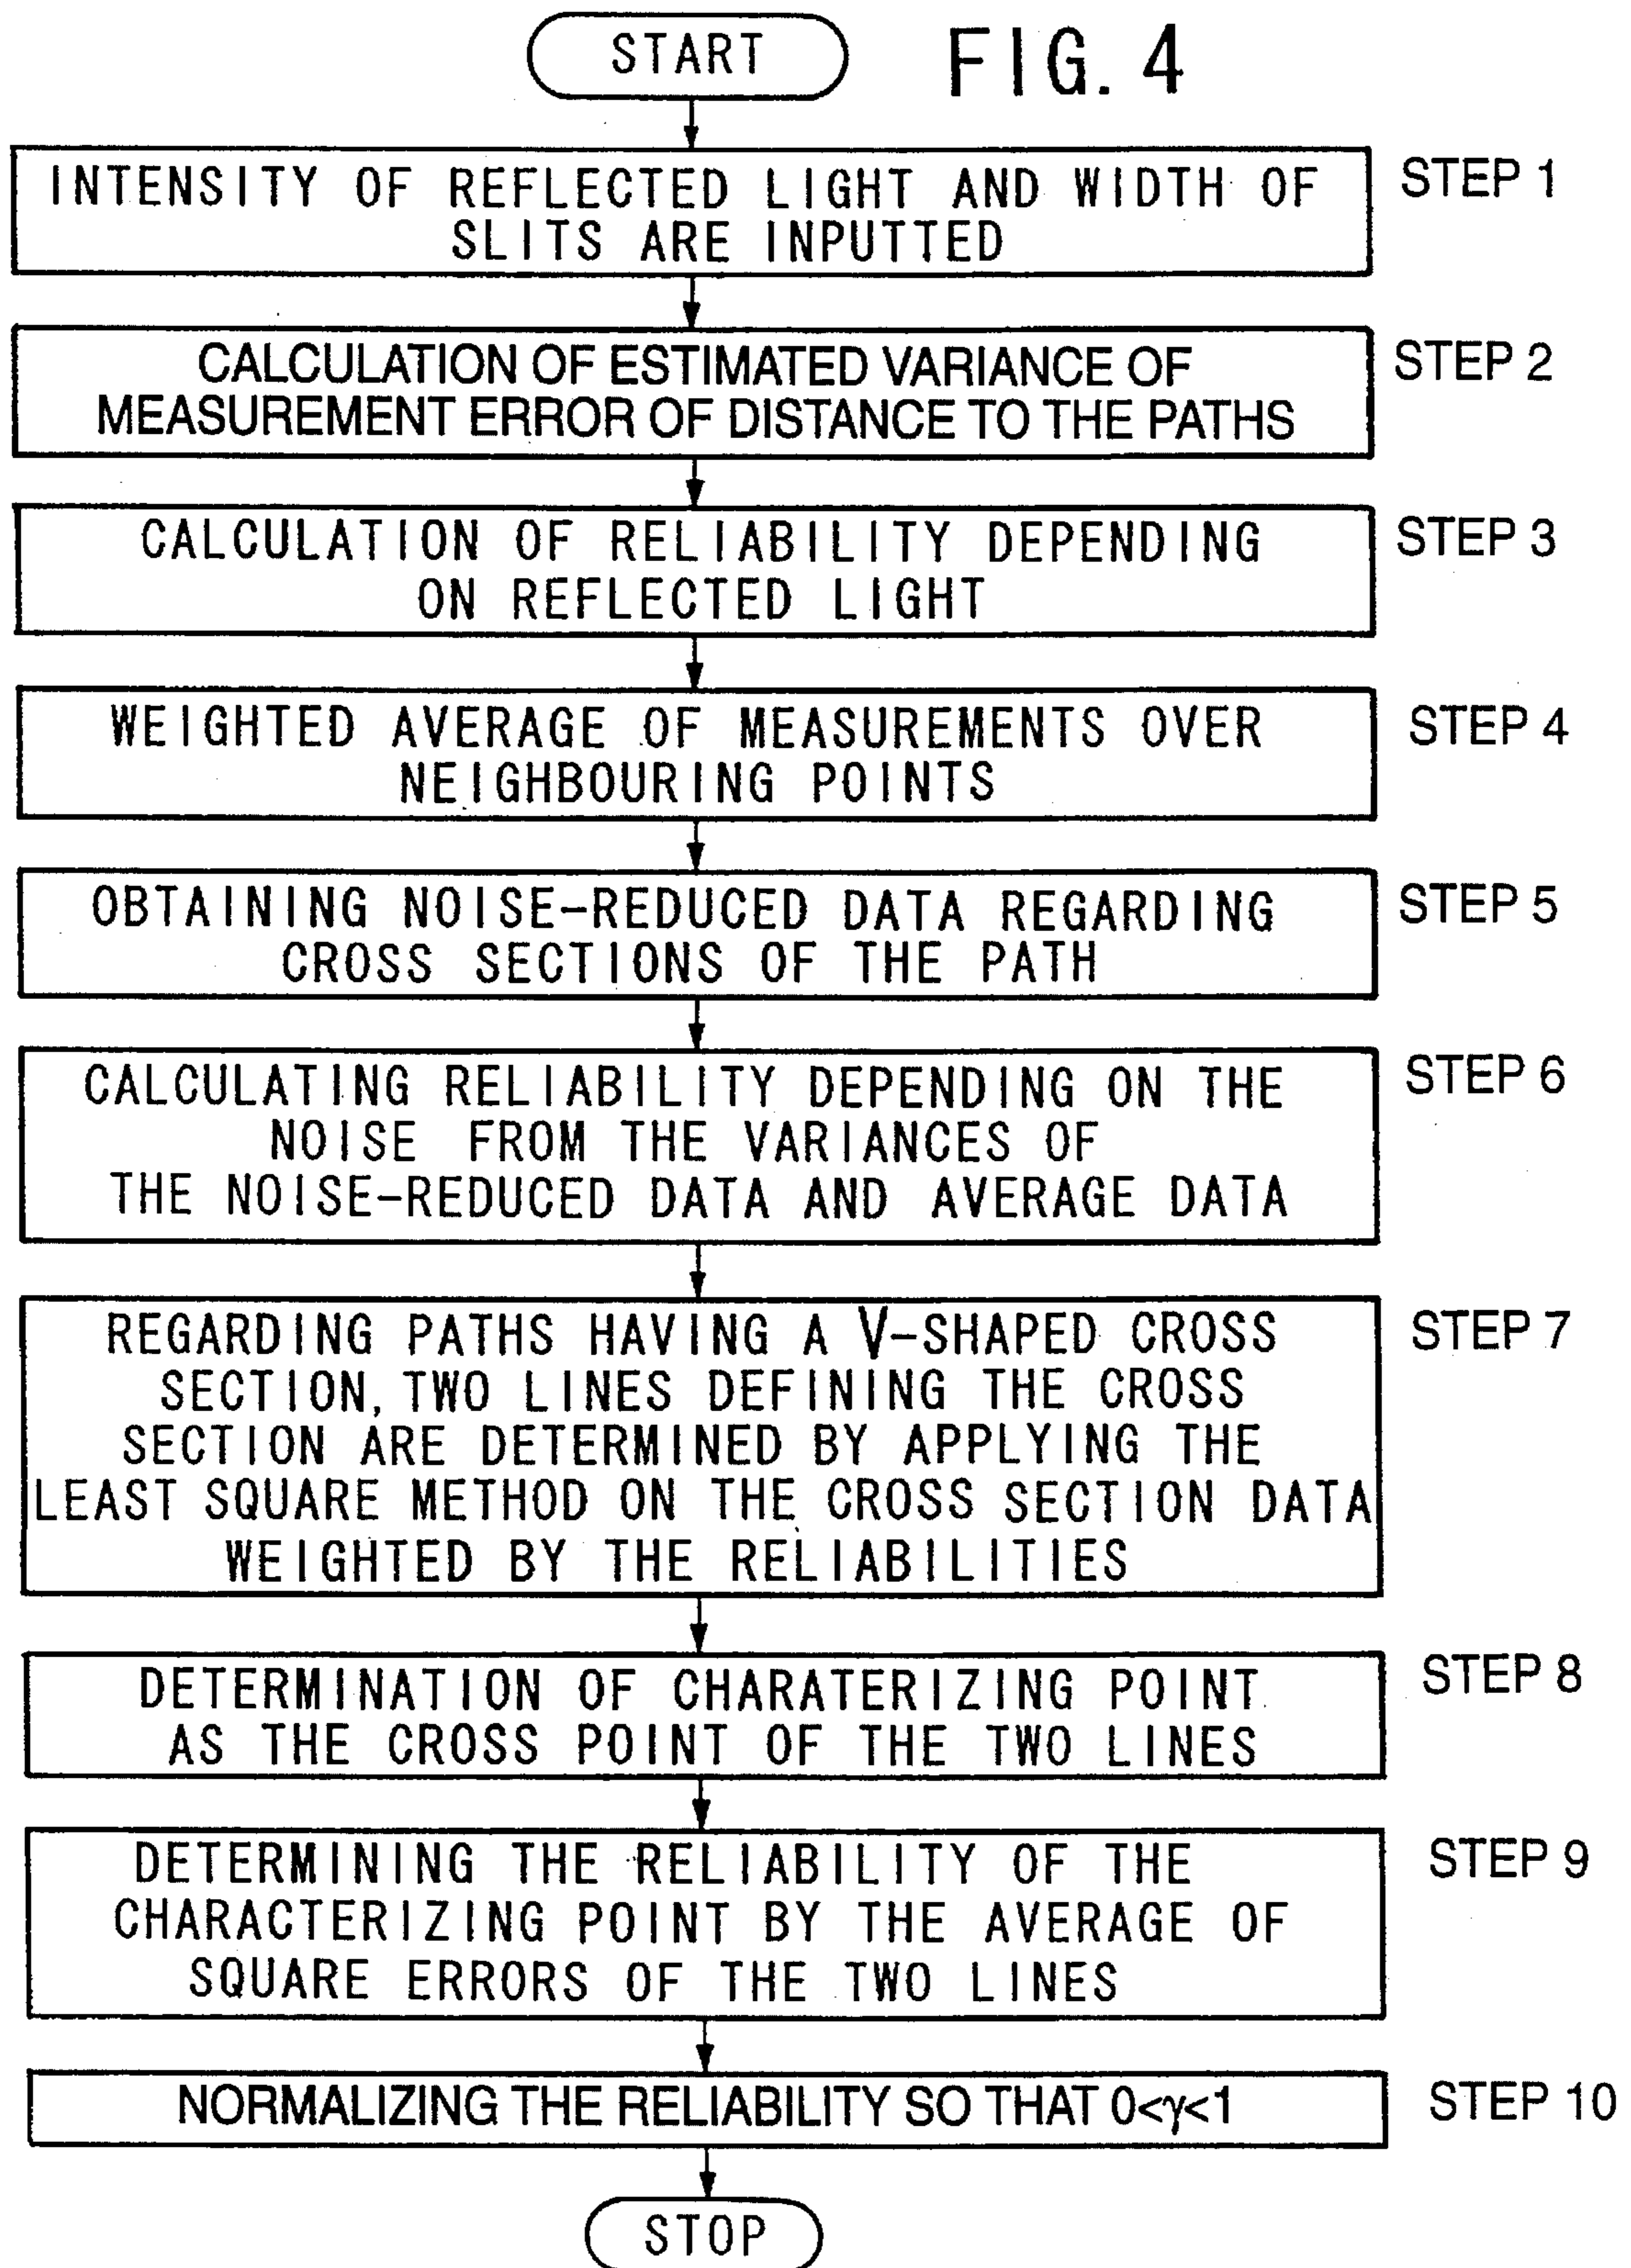 START
FIG. 4
INTENSITY OF REFLECTED LIGHT AND WIDTH OF
SLITS ARE INPUTTED
STEP 1
CALCULATION OF ESTIMATED VARIANCE OF
MEASUREMENT ERROR OF DISTANCE TO THE PATHS
STEP 2
CALCULATION OF RELIABILITY DEPENDING
ON REFLECTED LIGHT
STEP 3
WEIGHTED AVERAGE OF MEASUREMENTS OVER
NEIGHBOURING POINTS
STEP 4
OBTAINING NOISE-REDUCED DATA REGARDING
CROSS SECTIONS OF THE PATH
STEP 5
CALCULATING RELIABILITY DEPENDING ON THE
NOISE FROM THE VARIANCES OF
THE NOISE-REDUCED DATA AND AVERAGE DATA
STEP 6
REGARDING PATHS HAVING A V-SHAPED CROSS
SECTION, TWO LINES DEFINING THE CROSS
SECTION ARE DETERMINED BY APPLYING THE
LEAST SQUARE METHOD ON THE CROSS SECTION DATA
WEIGHTED BY THE RELIABILITIES
STEP 7
DETERMINATION OF CHARATERIZING POINT
AS THE CROSS POINT OF THE TWO LINES
STEP 8
DETERMINING THE RELIABILITY OF THE
CHARACTERIZING POINT BY THE AVERAGE OF
SQUARE ERRORS OF THE TWO LINES
STEP 9
NORMALIZING THE RELIABILITY SO THAT 0<γ<1
STEP 10
STOP